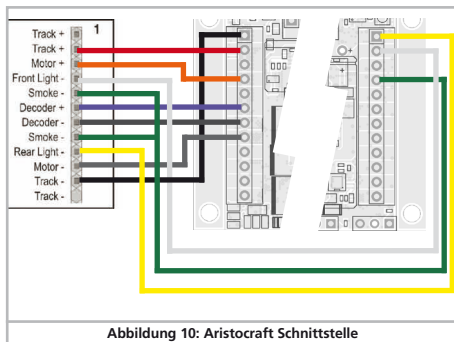 1
Track +
Track +
Motor +
Front Light -
Smoke -
Decoder +
Decoder -
Smoke -
Rear Light -
Motor -
Track -
Track -
Abbildung 10: Aristocraft Schnittstelle